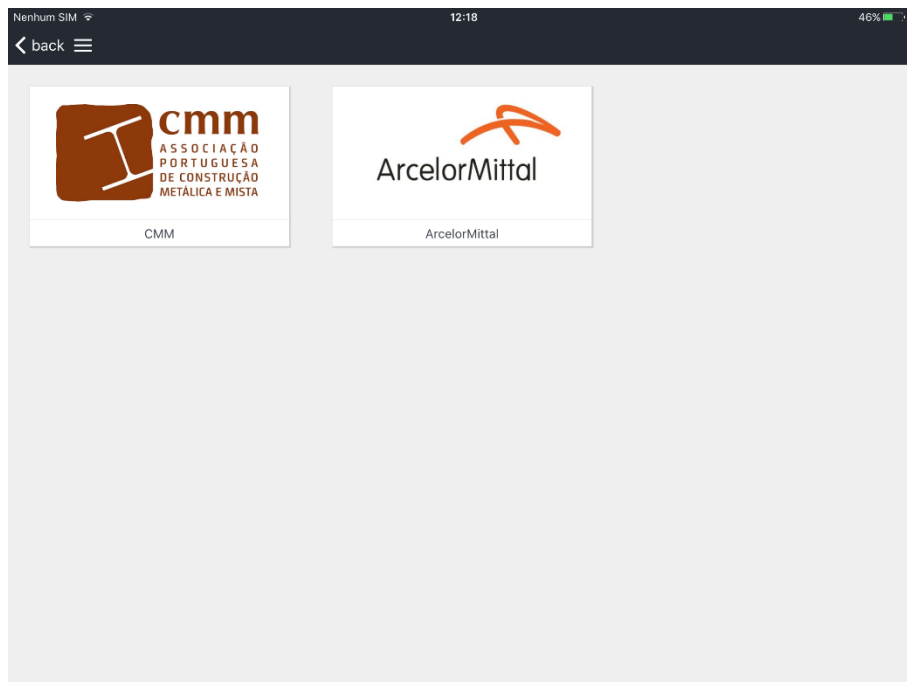 Nenhum SIM 12:18 46%
back
cmm
ASSOCIAÇÃO
PORTUGUESA
DE CONSTRUÇÃO
METÁLICA E MISTA
CMM
ArcelorMittal
ArcelorMittal